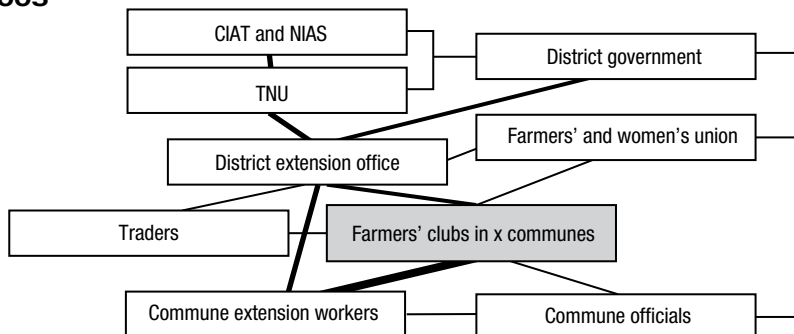 CIAT and NIAS
District government
TNU
Farmers' and women's union
District extension office
Traders
Farmers' clubs in x communes
Commune extension workers
Commune officials